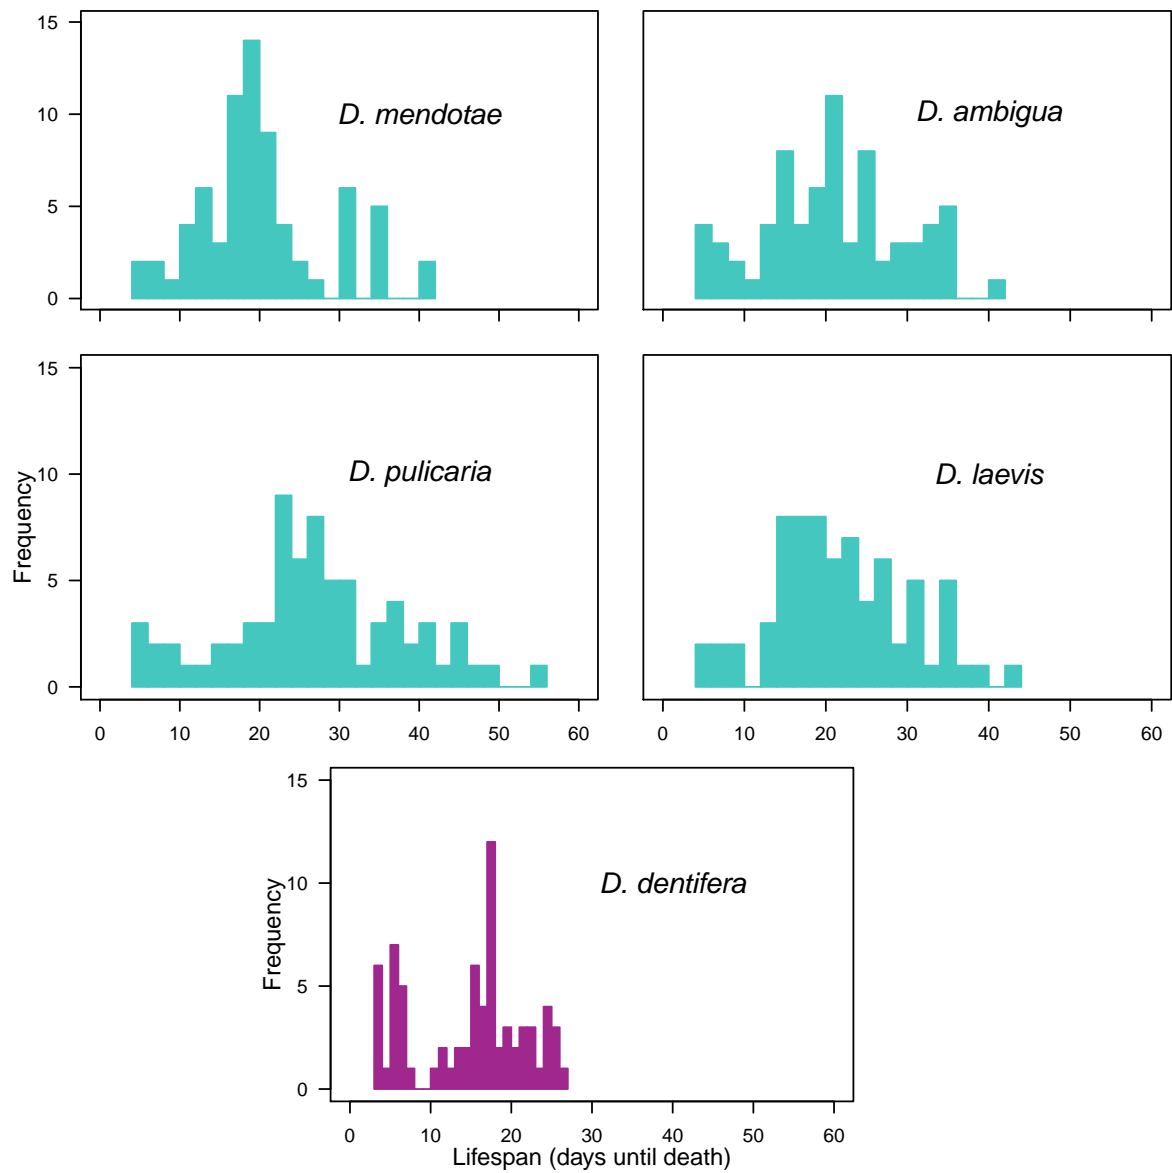 15
10
5
0
D. mendotae
D. ambigua
15
10
5
0
Frequency
D. pulicaria
D. laevis
0 10 20 30 40 50 60
0 10 20 30 40 50 60
15
10
5
0
Frequency
D. dentifera
0 10 20 30 40 50 60
Lifespan (days until death)